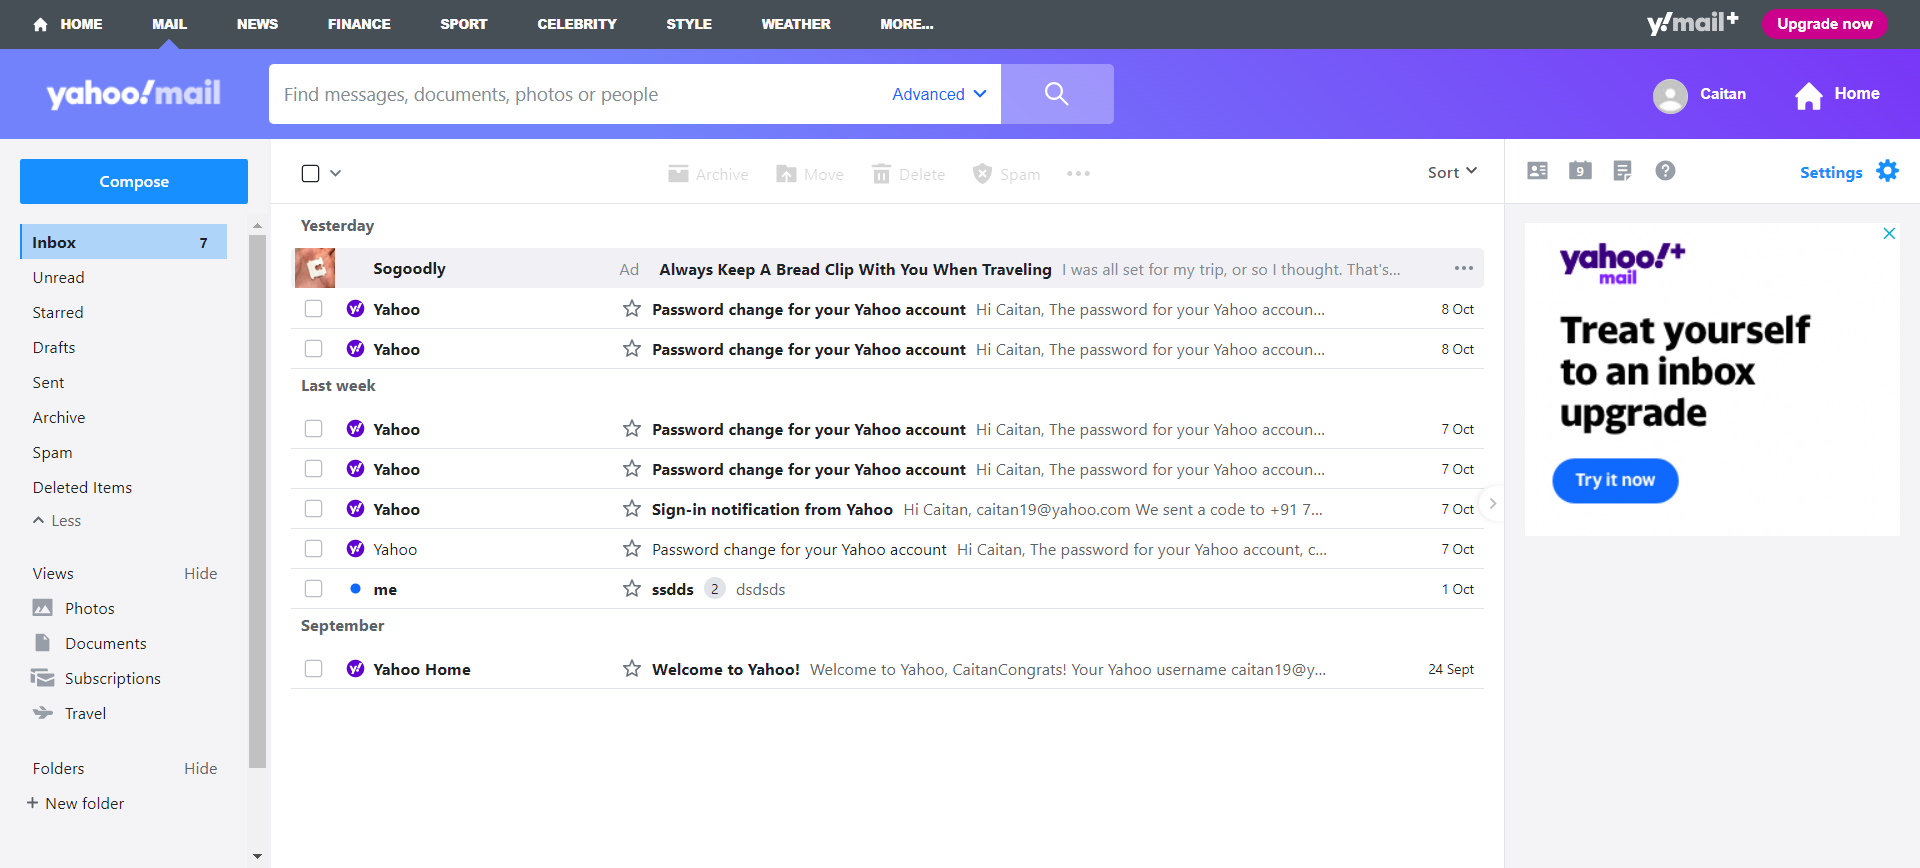 HOME MAIL NEWS FINANCE SPORT CELEBRITY STYLE WEATHER MORE... y!mail+ Upgrade now
yahoo!mail Find messages, documents, photos or people Advanced Caitan Home
Compose
Archive Move Delete Spam Sort
9 ? Settings
Inbox 7
Unread
Starred
Drafts
Sent
Archive
Spam
Deleted Items
Less
Views Hide
Photos
Documents
Subscriptions
Travel
Folders Hide
+ New folder
Yesterday
Sogoodly Ad Always Keep A Bread Clip With You When Traveling I was all set for my trip, or so I thought. That's...
y! Yahoo Password change for your Yahoo account Hi Caitan, The password for your Yahoo accoun... 8 Oct
y! Yahoo Password change for your Yahoo account Hi Caitan, The password for your Yahoo accoun... 8 Oct
Last week
y! Yahoo Password change for your Yahoo account Hi Caitan, The password for your Yahoo accoun... 7 Oct
y! Yahoo Password change for your Yahoo account Hi Caitan, The password for your Yahoo accoun... 7 Oct
y! Yahoo Sign-in notification from Yahoo Hi Caitan, caitan19@yahoo.com We sent a code to +91 7... 7 Oct
y! Yahoo Password change for your Yahoo account Hi Caitan, The password for your Yahoo account, c... 7 Oct
me ssdds 2 dsdsds 1 Oct
September
y! Yahoo Home Welcome to Yahoo! Welcome to Yahoo, CaitanCongrats! Your Yahoo username caitan19@y... 24 Sept
yahoo!+
mail
Treat yourself
to an inbox
upgrade
Try it now